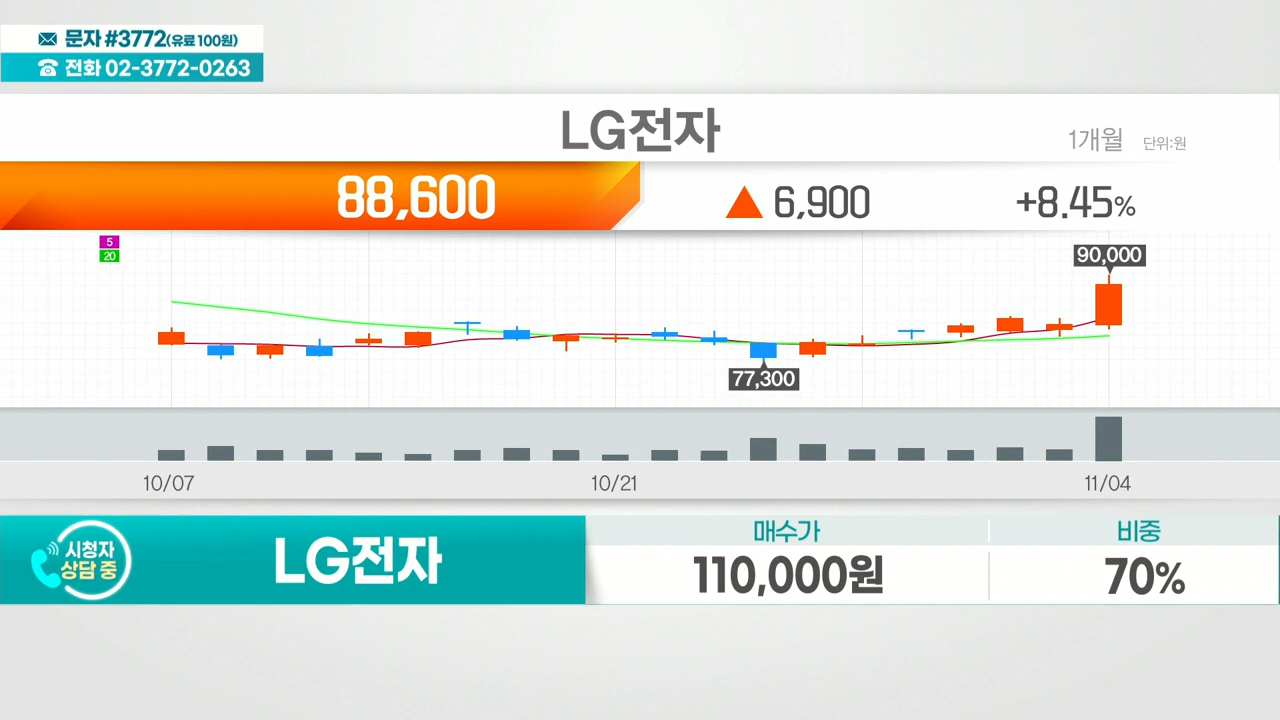 문자 #3772(유료 100원)
전화 02-3772-0263
LG전자
1개월 단위:원
88,600 ▲ 6,900 +8.45%
5
20
90,000
77,300
10/07 10/21 11/04
시청자
상담 중
LG전자
매수가 비중
110,000원 70%